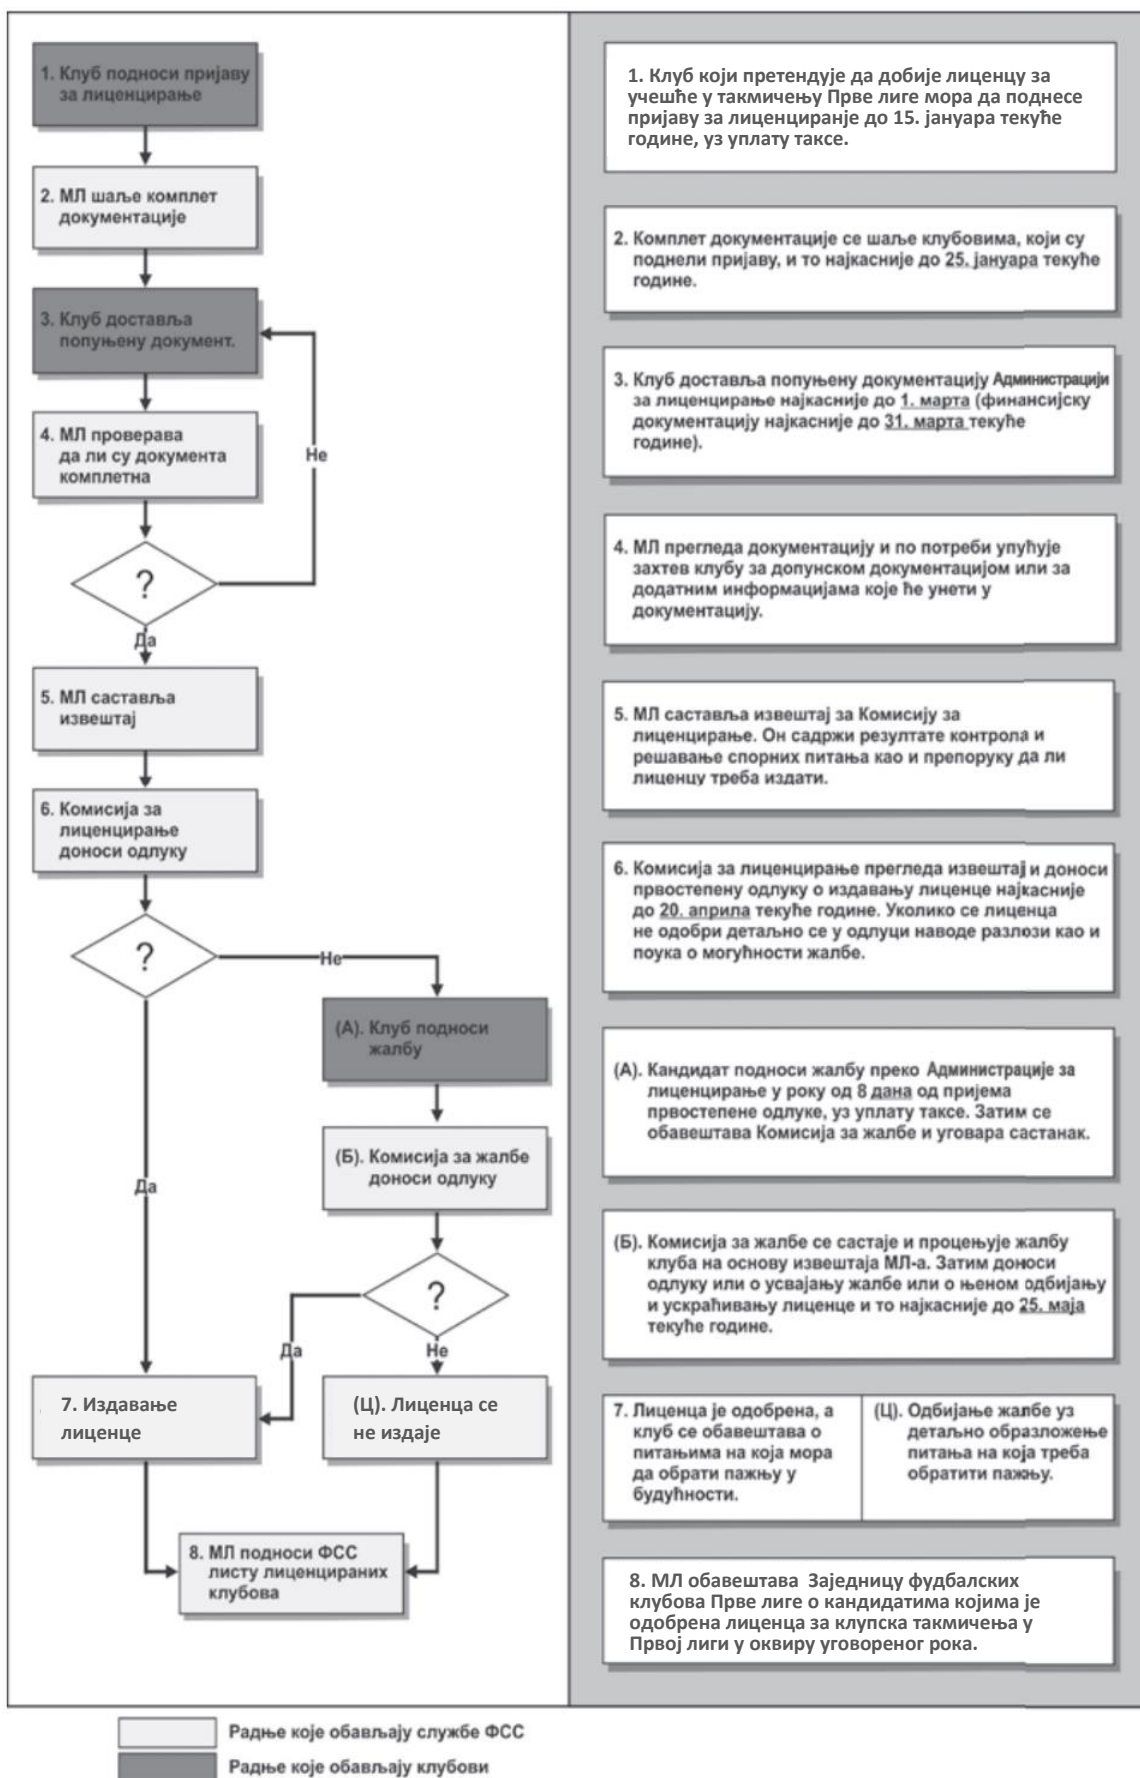 1. Клуб подноси пријаву
за лиценцирање
2. МЛ шаље комплет
документације
3. Клуб доставља
попуњену документ.
4. МЛ проверава
да ли су документа
комплетна
Не
?
Да
5. МЛ саставља
извештај
6. Комисија за
лиценцирање
доноси одлуку
?
Не
(А). Клуб подноси
жалбу
(Б). Комисија за жалбе
доноси одлуку
Да
?
Да
Не
7. Издавање
лиценце
(Ц). Лиценца се
не издаје
8. МЛ подноси ФСС
листу лиценцираних
клубова
1. Клуб који претендује да добије лиценцу за
учешће у такмичењу Прве лиге мора да поднесе
пријаву за лиценцирање до 15. јануара текуће
године, уз уплату таксе.
2. Комплет документације се шаље клубовима, који су
поднели пријаву, и то најкасније до 25. јануара текуће
године.
3. Клуб доставља попуњену документацију Администрацији
за лиценцирање најкасније до 1. марта (финансијску
документацију најкасније до 31. марта текуће
године).
4. МЛ прегледа документацију и по потреби упућује
захтев клубу за допунском документацијом или за
додатним информацијама које ће унети у
документацију.
5. МЛ саставља извештај за Комисију за
лиценцирање. Он садржи резултате контрола и
решавање спорних питања као и препоруку да ли
лиценцу треба издати.
6. Комисија за лиценцирање прегледа извештај и доноси
првостепену одлуку о издавању лиценце најкасније
до 20. априла текуће године. Уколико се лиценца
не одобри детаљно се у одлуци наводе разлози као и
поука о могућности жалбе.
(А). Кандидат подноси жалбу преко Администрације за
лиценцирање у року од 8 дана од пријема
првостепене одлуке, уз уплату таксе. Затим се
обавештава Комисија за жалбе и уговара састанак.
(Б). Комисија за жалбе се састаје и процењује жалбу
клуба на основу извештаја МЛ-а. Затим доноси
одлуку или о усвајању жалбе или о њеном одбијању
и ускраћивању лиценце и то најкасније до 25. маја
текуће године.
7. Лиценца је одобрена, а
клуб се обавештава о
питањима на која мора
да обрати пажњу у
будућности.
(Ц). Одбијање жалбе уз
детаљно образложење
питања на која треба
обратити пажњу.
8. МЛ обавештава Заједницу фудбалских
клубова Прве лиге о кандидатима којима је
одобрена лиценца за клупска такмичења у
Првој лиги у оквиру уговореног рока.
Радње које обављају службе ФСС
Радње које обављају клубови